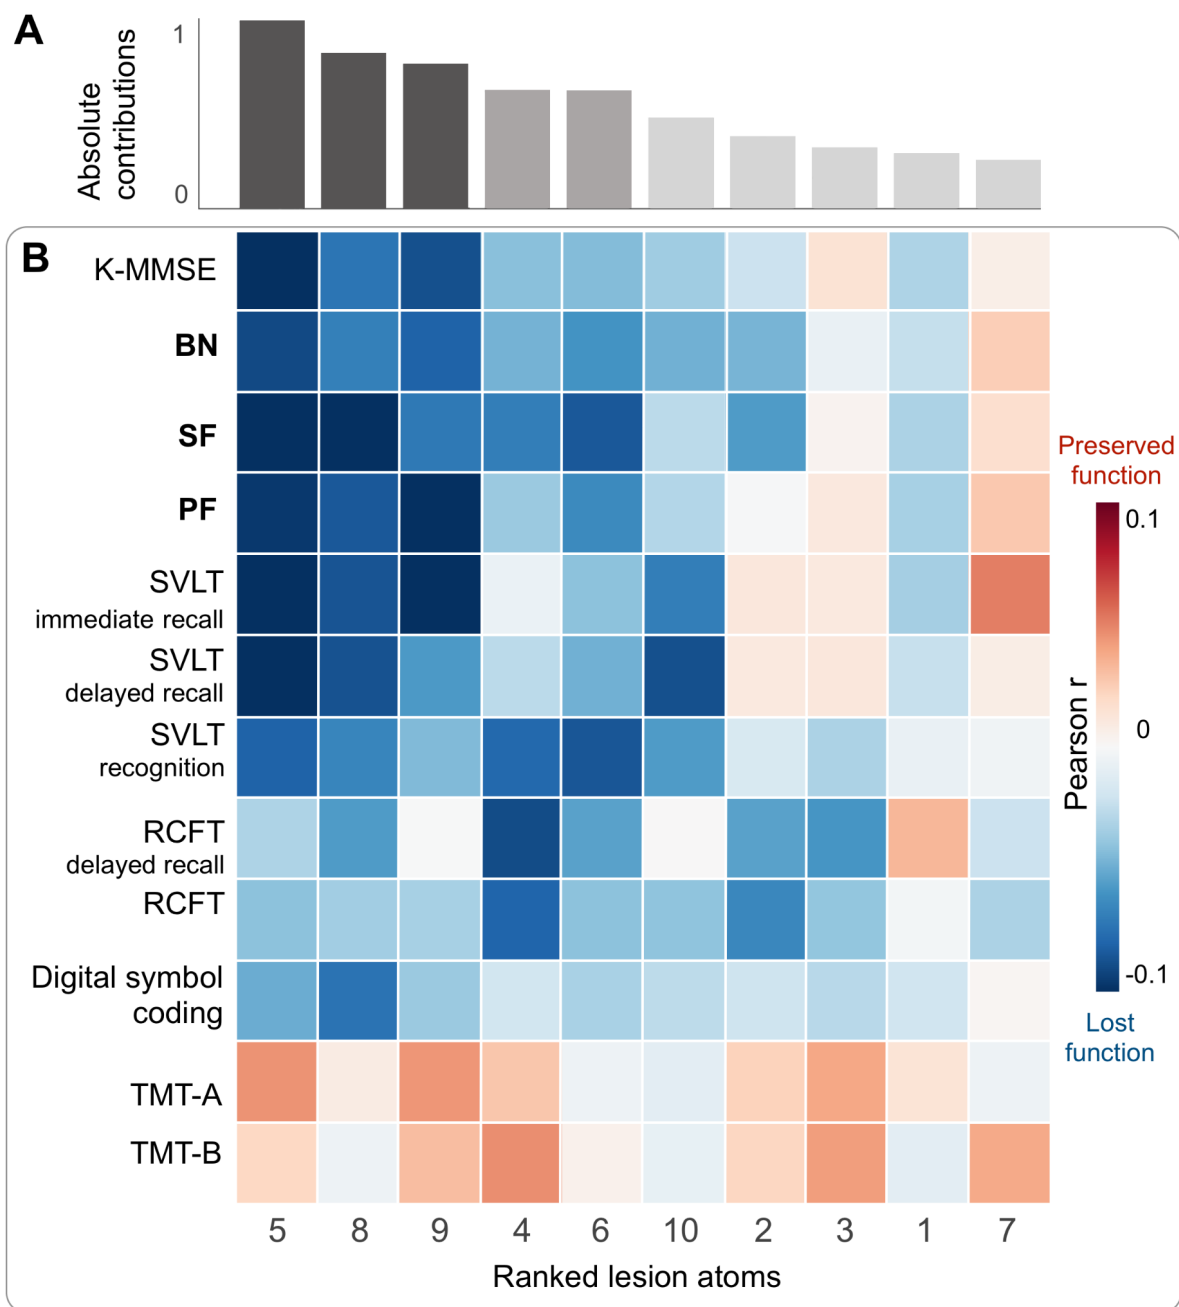 A
Absolute
contributions
1
0
B
K-MMSE
BN
SF
PF
SVLT
immediate recall
SVLT
delayed recall
SVLT
recognition
RCFT
delayed recall
RCFT
Digital symbol
coding
TMT-A
TMT-B
5 8 9 4 6 10 2 3 1 7
Ranked lesion atoms
Preserved
function
0.1
0
-0.1
Pearson r
Lost
function